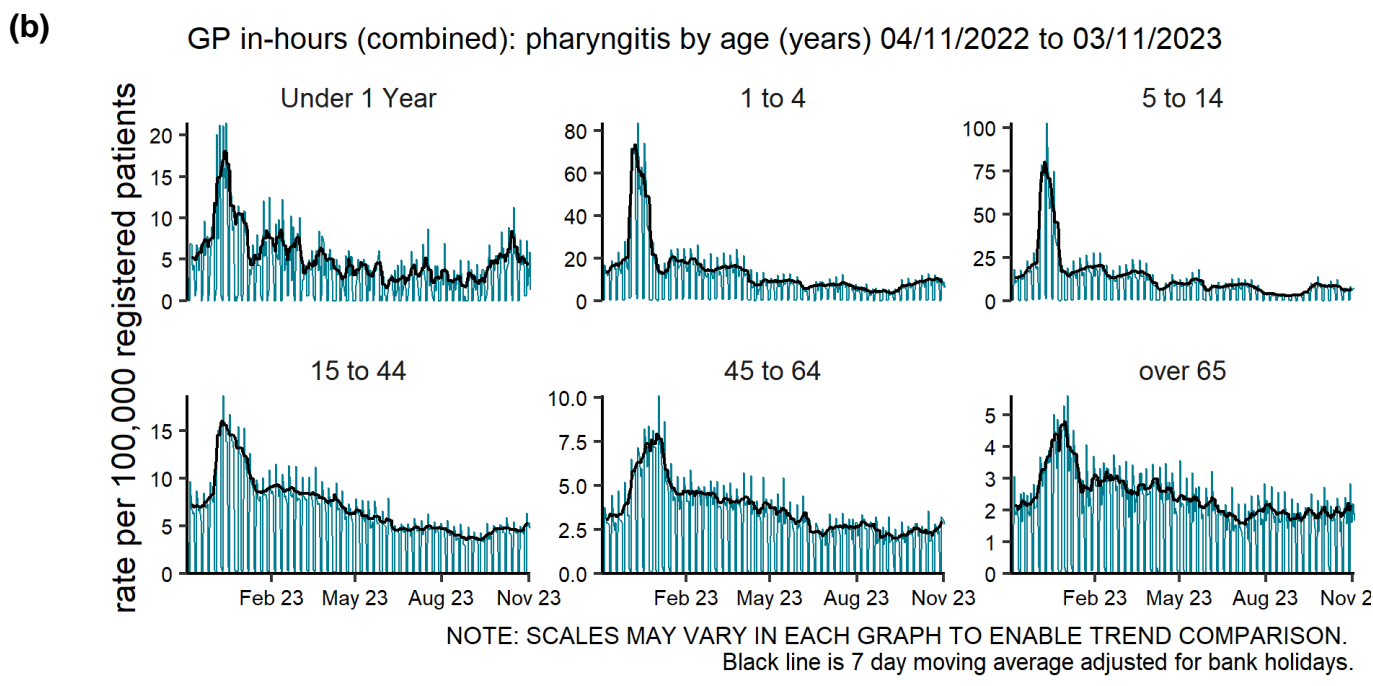 (b)
GP in-hours (combined): pharyngitis by age (years) 04/11/2022 to 03/11/2023
rate per 100,000 registered patients
Under 1 Year
20
15
10
5
0
1 to 4
80
60
40
20
0
5 to 14
100
75
50
25
0
15 to 44
15
10
5
0
Feb 23 May 23 Aug 23 Nov 23
45 to 64
10.0
7.5
5.0
2.5
0.0
Feb 23 May 23 Aug 23 Nov 23
over 65
5
4
3
2
1
0
Feb 23 May 23 Aug 23 Nov 2
NOTE: SCALES MAY VARY IN EACH GRAPH TO ENABLE TREND COMPARISON.
Black line is 7 day moving average adjusted for bank holidays.